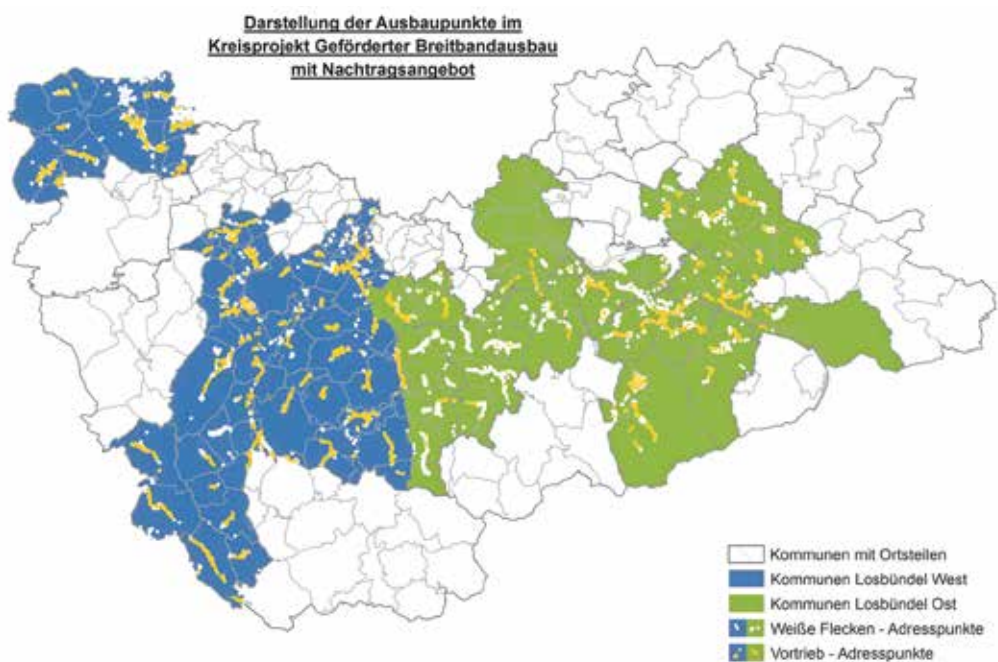 Darstellung der Ausbaupunkte im
Kreisprojekt Geförderter Breitbandausbau
mit Nachtragsangebot
Kommunen mit Ortsteilen
Kommunen Losbündel West
Kommunen Losbündel Ost
Weiße Flecken - Adresspunkte
Vortrieb - Adresspunkte